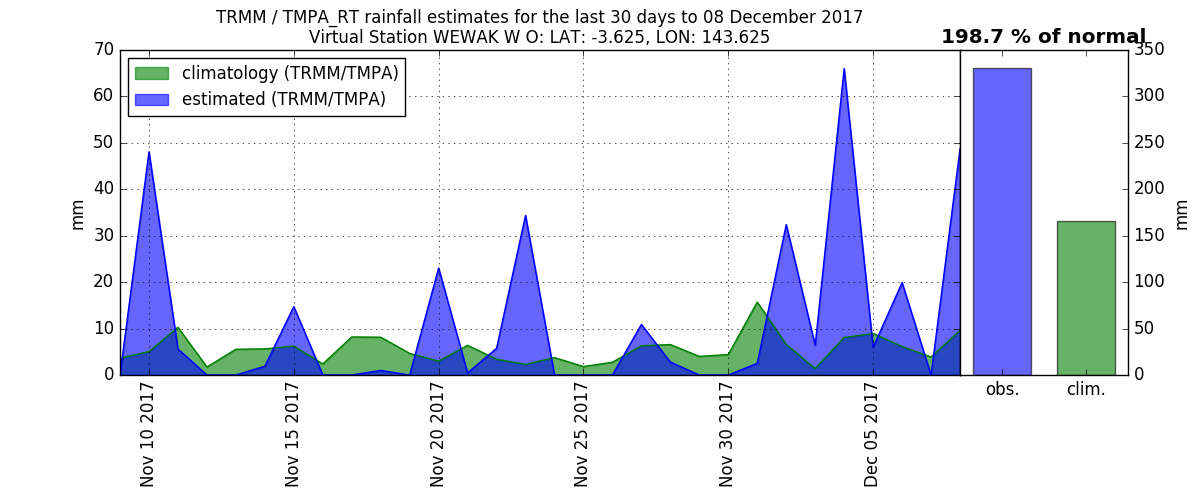 TRMM / TMPA_RT rainfall estimates for the last 30 days to 08 December 2017
Virtual Station WEWAK W O: LAT: -3.625, LON: 143.625
198.7 % of normal
climatology (TRMM/TMPA)
estimated (TRMM/TMPA)
mm
70
60
50
40
30
20
10
0
Nov 10 2017
Nov 15 2017
Nov 20 2017
Nov 25 2017
Nov 30 2017
Dec 05 2017
obs.
clim.
350
300
250
200
150
100
50
0
mm